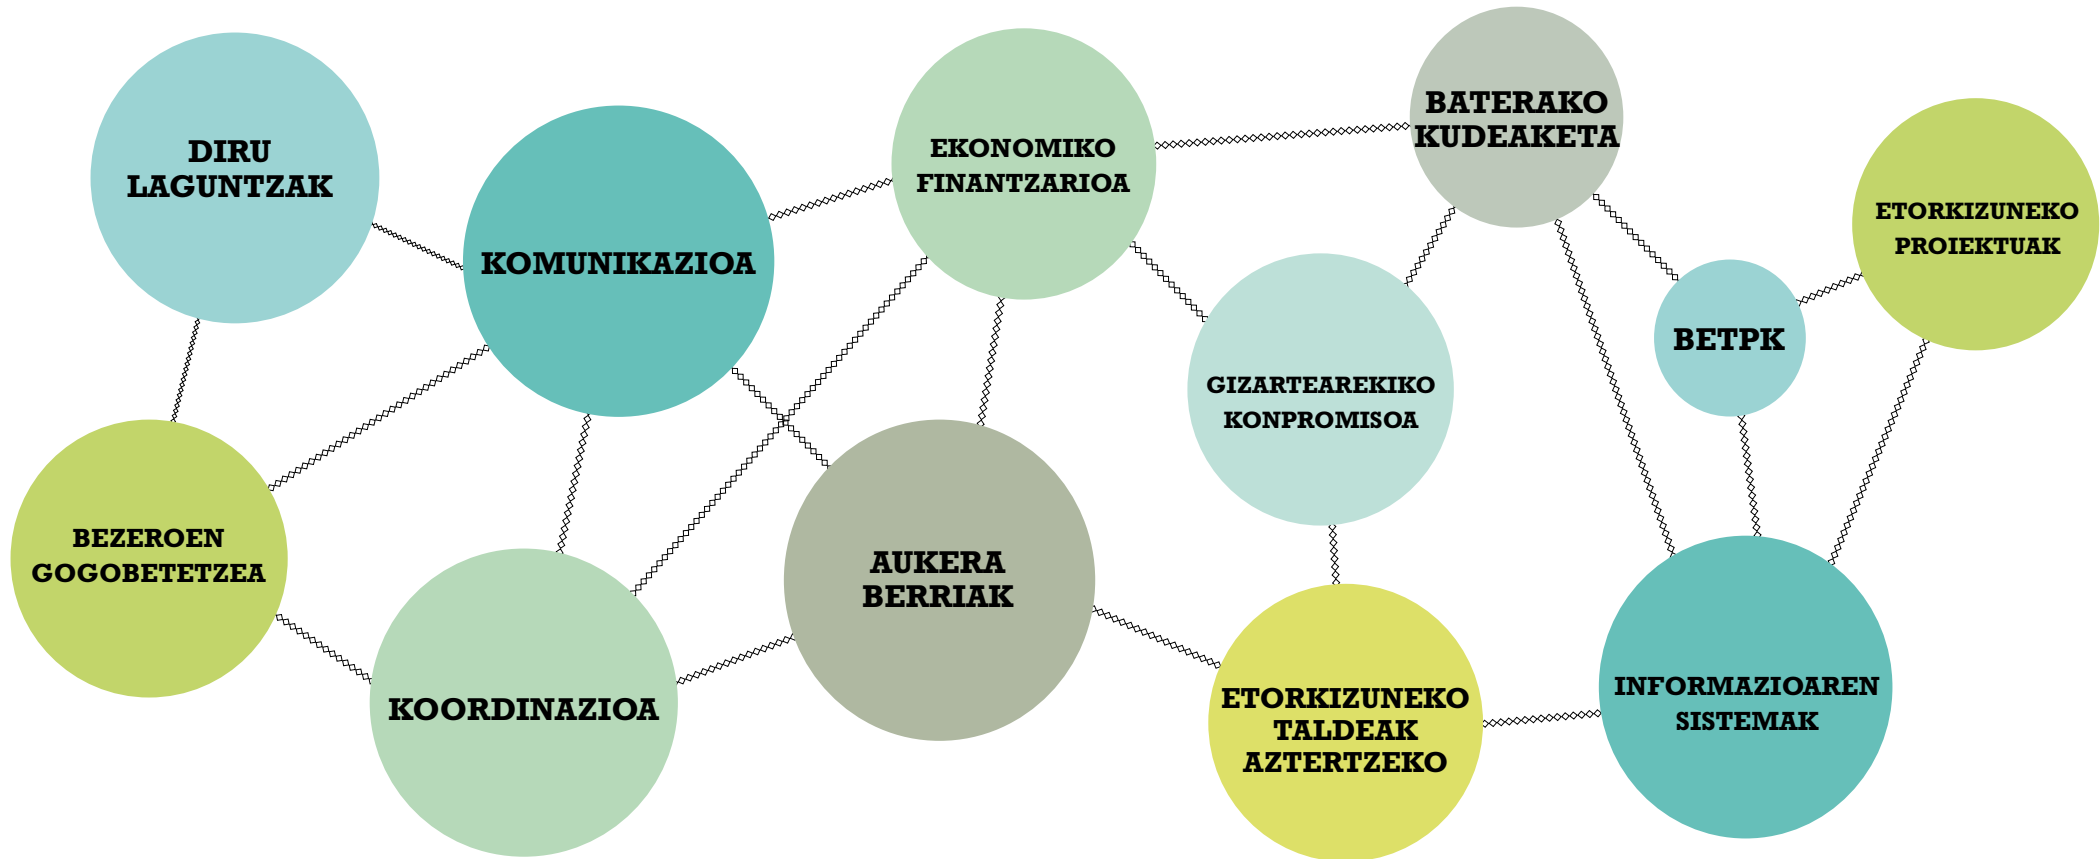 DIRU
LAGUNTZAK
KOMUNIKAZIOA
EKONOMIKO
FINANTZARIOA
BATERAKO
KUDEAKETA
ETORKIZUNEKO
PROIEKTUAK
BETPK
GIZARTEAREKIKO
KONPROMISOA
BEZEROEN
GOGOBETETZEA
KOORDINAZIOA
AUKERA
BERRIAK
ETORKIZUNEKO
TALDEAK
AZTERTZEKO
INFORMAZIOAREN
SISTEMAK